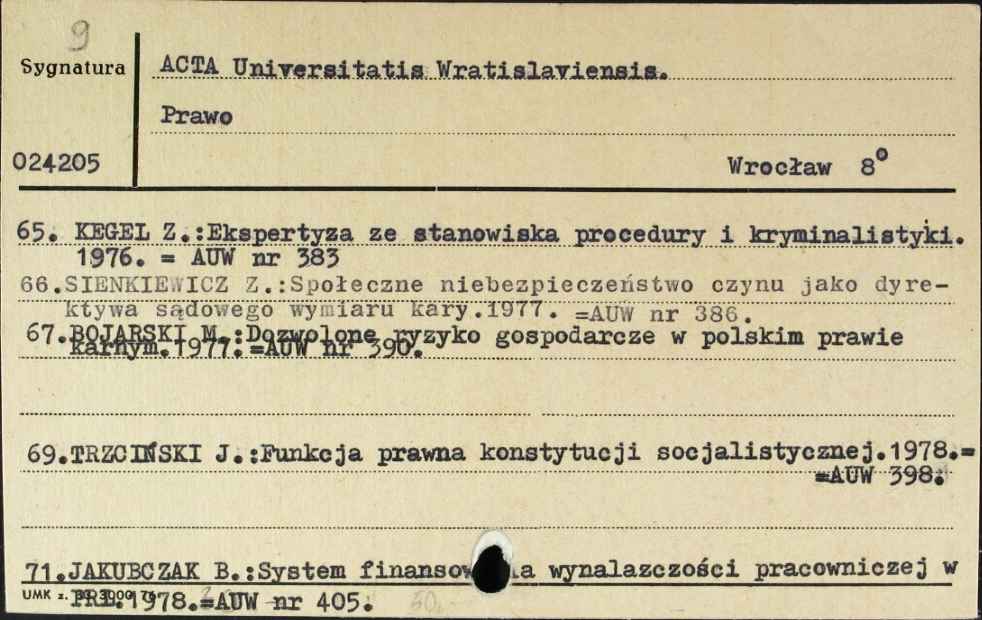 9
Sygnatura
ACTA Universitatis Wratislaviensis.
Prawo
024205
Wrocław 8°
65. KEGEL Z.:Ekspertyza ze stanowiska procedury i kryminalistyki.
1976. = AUW nr 383
66.SIENKIEWICZ Z.:Społeczne niebezpieczeństwo czynu jako dyre-
ktywa sądowego wymiaru kary.1977. =AUW nr 386.
67.BOJARSKI M.:Dozwolone ryzyko gospodarcze w polskim prawie
karnym.1977.=AUW nr 390.
69.TRZCIŃSKI J.:Funkcja prawna konstytucji socjalistycznej.1978.=
=AUW 398.
71.JAKUBCZAK B.:System wynalazczości pracowniczej w
PRL.1978.=AUW nr 405.
UMK z.
50.